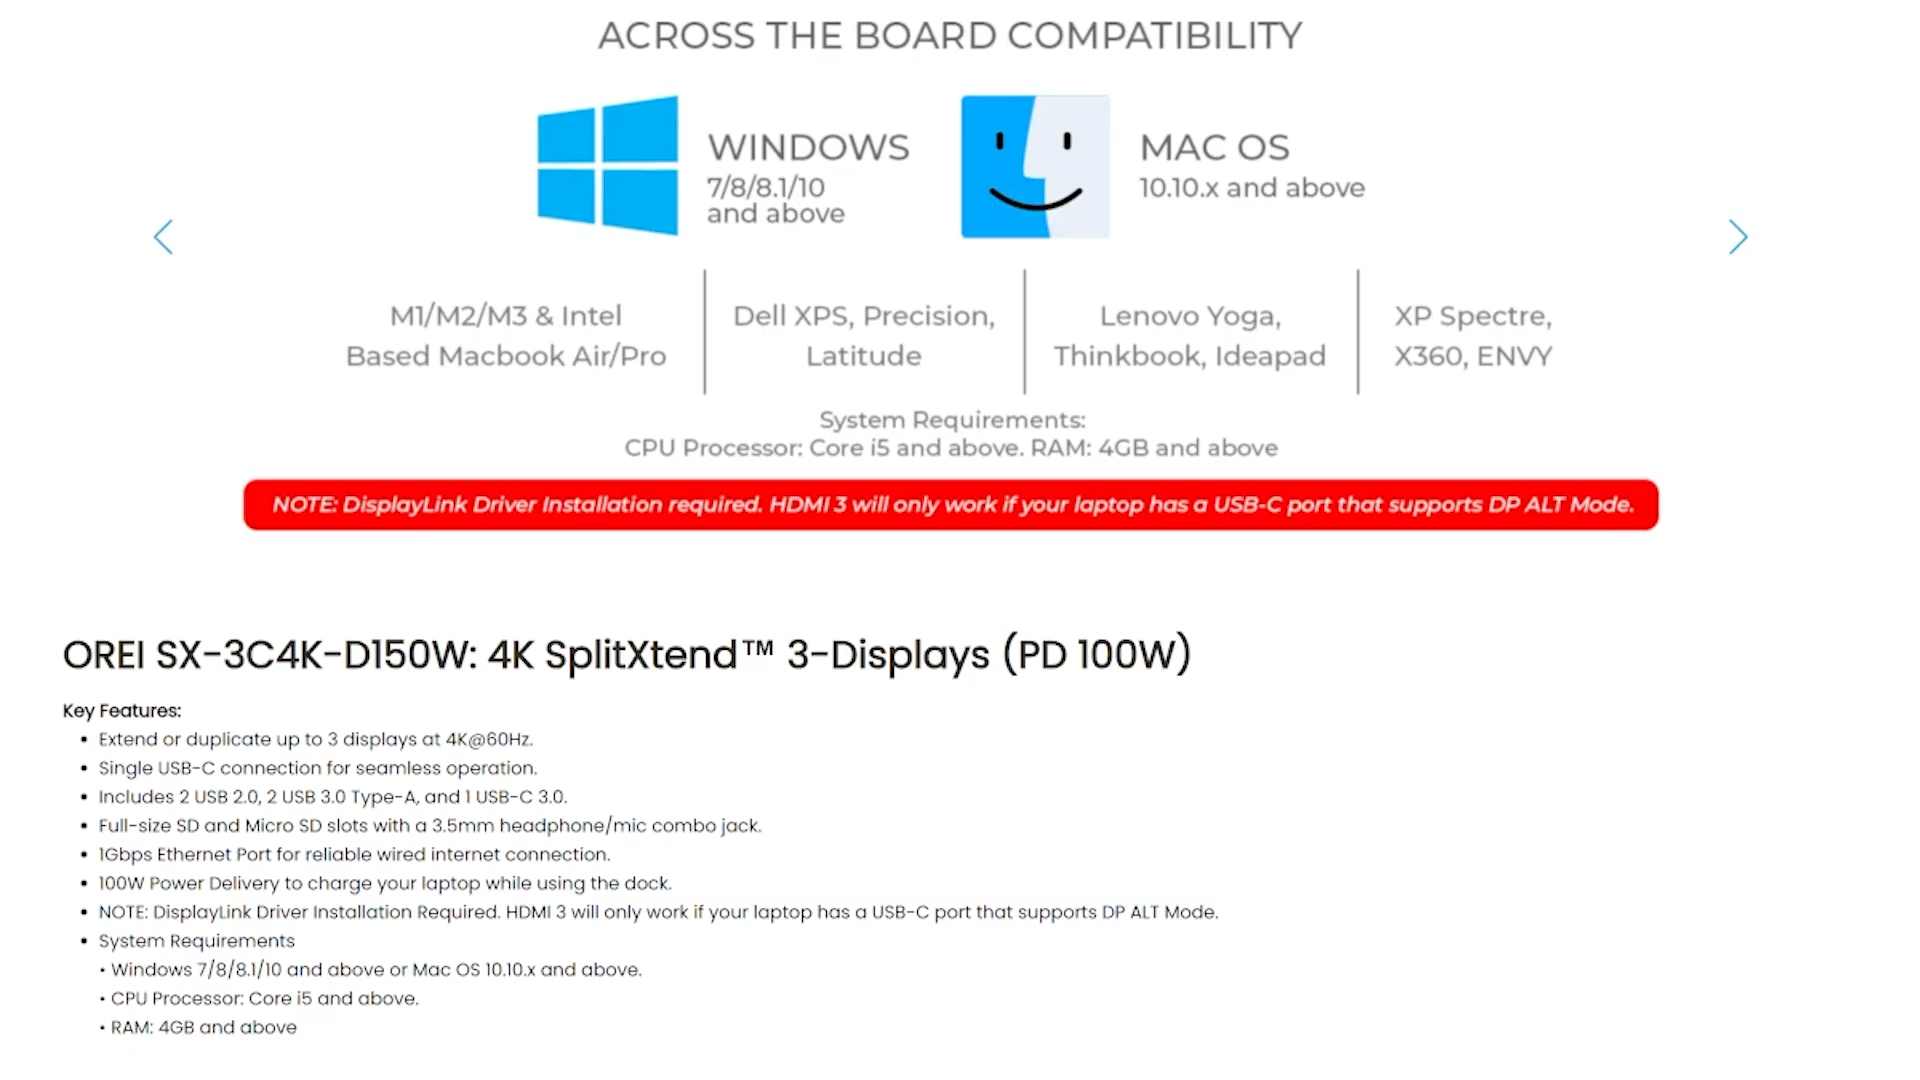 ACROSS THE BOARD COMPATIBILITY
WINDOWS
7/8/8.1/10
and above
MAC OS
10.10.x and above
M1/M2/M3 & Intel
Based Macbook Air/Pro
Dell XPS, Precision,
Latitude
Lenovo Yoga,
Thinkbook, Ideapad
XP Spectre,
X360, ENVY
System Requirements:
CPU Processor: Core i5 and above. RAM: 4GB and above
NOTE: DisplayLink Driver Installation required. HDMI 3 will only work if your laptop has a USB-C port that supports DP ALT Mode.
OREI SX-3C4K-D150W: 4K SplitXtend™ 3-Displays (PD 100W)
Key Features:
• Extend or duplicate up to 3 displays at 4K@60Hz.
• Single USB-C connection for seamless operation.
• Includes 2 USB 2.0, 2 USB 3.0 Type-A, and 1 USB-C 3.0.
• Full-size SD and Micro SD slots with a 3.5mm headphone/mic combo jack.
• 1Gbps Ethernet Port for reliable wired internet connection.
• 100W Power Delivery to charge your laptop while using the dock.
• NOTE: DisplayLink Driver Installation Required. HDMI 3 will only work if your laptop has a USB-C port that supports DP ALT Mode.
• System Requirements
• Windows 7/8/8.1/10 and above or Mac OS 10.10.x and above.
• CPU Processor: Core i5 and above.
• RAM: 4GB and above